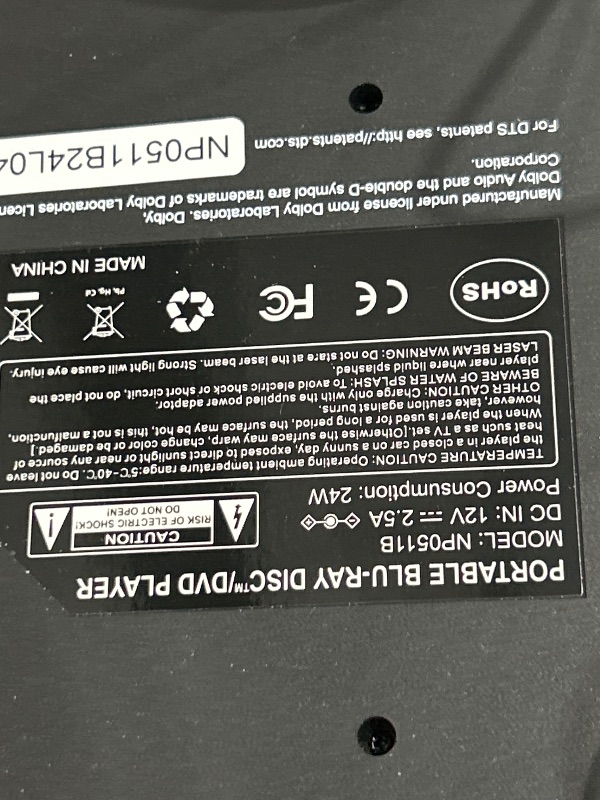 PORTABLE BLU-RAY DISC™/DVD PLAYER
MODEL: NP0511B
DC IN: 12V ⎓ 2.5A
Power Consumption: 24W
CAUTION
RISK OF ELECTRIC SHOCK!
DO NOT OPEN!
TEMPERATURE CAUTION: Operating ambient temperature range:5℃~40℃. Do not leave
the player in a closed car on a sunny day, exposed to direct sunlight or near any source of
heat such as a TV set.[Otherwise the surface may warp, change color or be damaged.]
When the player is used for a long period, the surface may be hot, this is not a malfunction,
however, take caution against burns.
OTHER CAUTION: Charge only with the supplied power adaptor.
BEWARE OF WATER SPLASH: To avoid electric shock or short circuit, do not place the
player near where liquid splashed.
LASER BEAM WARNING: Do not stare at the laser beam. Strong light will cause eye injury.
RoHS CE FC
Pb, Hg, Cd
MADE IN CHINA
Manufactured under license from Dolby Laboratories. Dolby,
Dolby Audio and the double-D symbol are trademarks of Dolby Laboratories Licen
Corporation.
For DTS patents, see http://patents.dts.com
NP0511B24L04